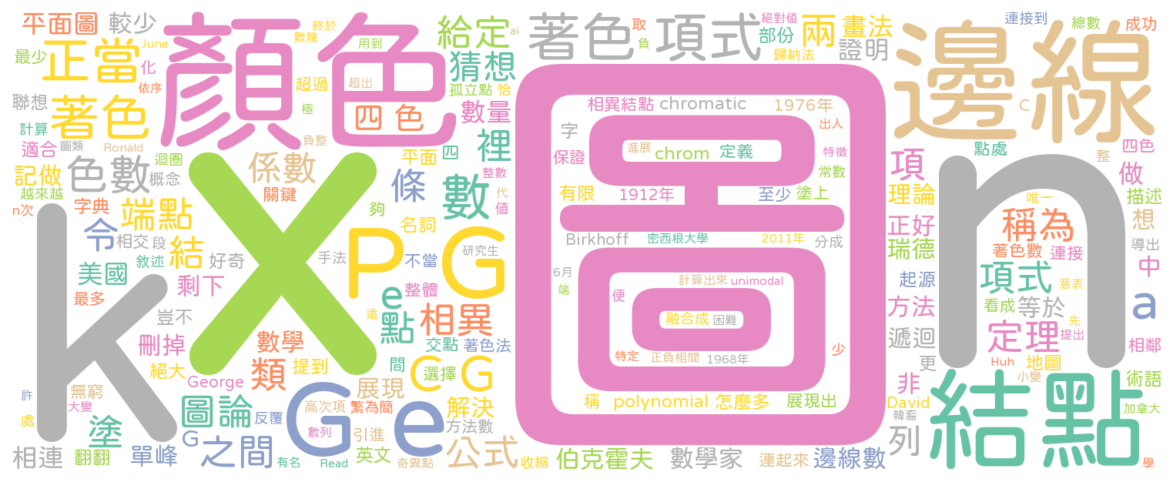 平面圖 較少 顏色 終於 數幾 June 用到 ai 給定 著色 取 負 項式 絕對值 部份 歸納法 兩 畫法 證明 邊線 連接到 總數 成功
最少 正當 化 依序 超過 超出 猜想 孤立點 恰
聯想 著色 極 四色 數量 相異結點 chromatic 1976年 C
計算 圖類 Ronald 負整 字 出人 點處 四色 整
適合 色數 迴圈 概念 係數 平面 四 裡 保證 進展 chrom 定義 特徵 項 做
記做 越來越 關鍵 條 數 整數 代 值 有限 1912年 至少 塗上 常數 理論 唯一 描述
n次 字典 端點 夠 名詞 圖 正好 稱為 n 想
k 令 相交 段 X P G Birkhoff 密西根大學 2011年 分成 瑞德 著色數 連接 導出
美國 敘述 結 好奇 手法 不當 研究生 6月 中
最多 剩下 e 整體 端 計算出來 unimodal 起源 項式 意表
豈不 點 相異 遠 便 看成 等於 a
刪掉 數學 交點 著色法 融合成 困難 方法 定理 先 提出
絕大 類 提到 間 特定 正負相間 1968年 少 遞迴 相鄰
無窮 George C G 選擇 更 Huh 地圖
許 大變 圖論 G e 展現 非 小變 術語
處 塗 高次項 繁為簡 解決 稱 polynomial 怎麼多 展現出 David 結點 加拿大
G 反覆 數列 引進 方法數 韓裔 列
相連 翻翻 單峰 之間 有名 Read 英文 奇異點 公式 收縮 伯克霍夫 數學家 連起來 邊線數 學